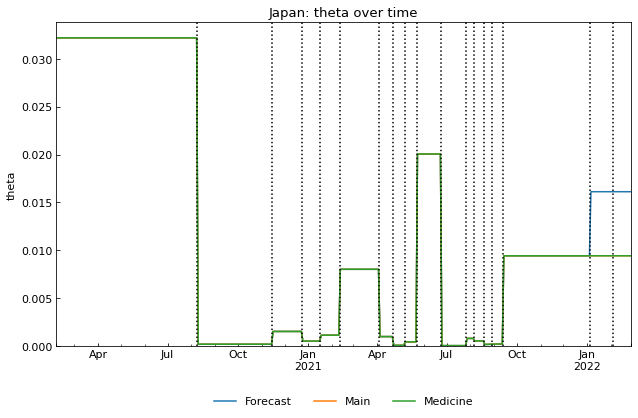 Japan: theta over time
theta
0.030
0.025
0.020
0.015
0.010
0.005
0.000
Apr Jul Oct Jan Apr Jul Oct Jan
2021 2022
Forecast Main Medicine